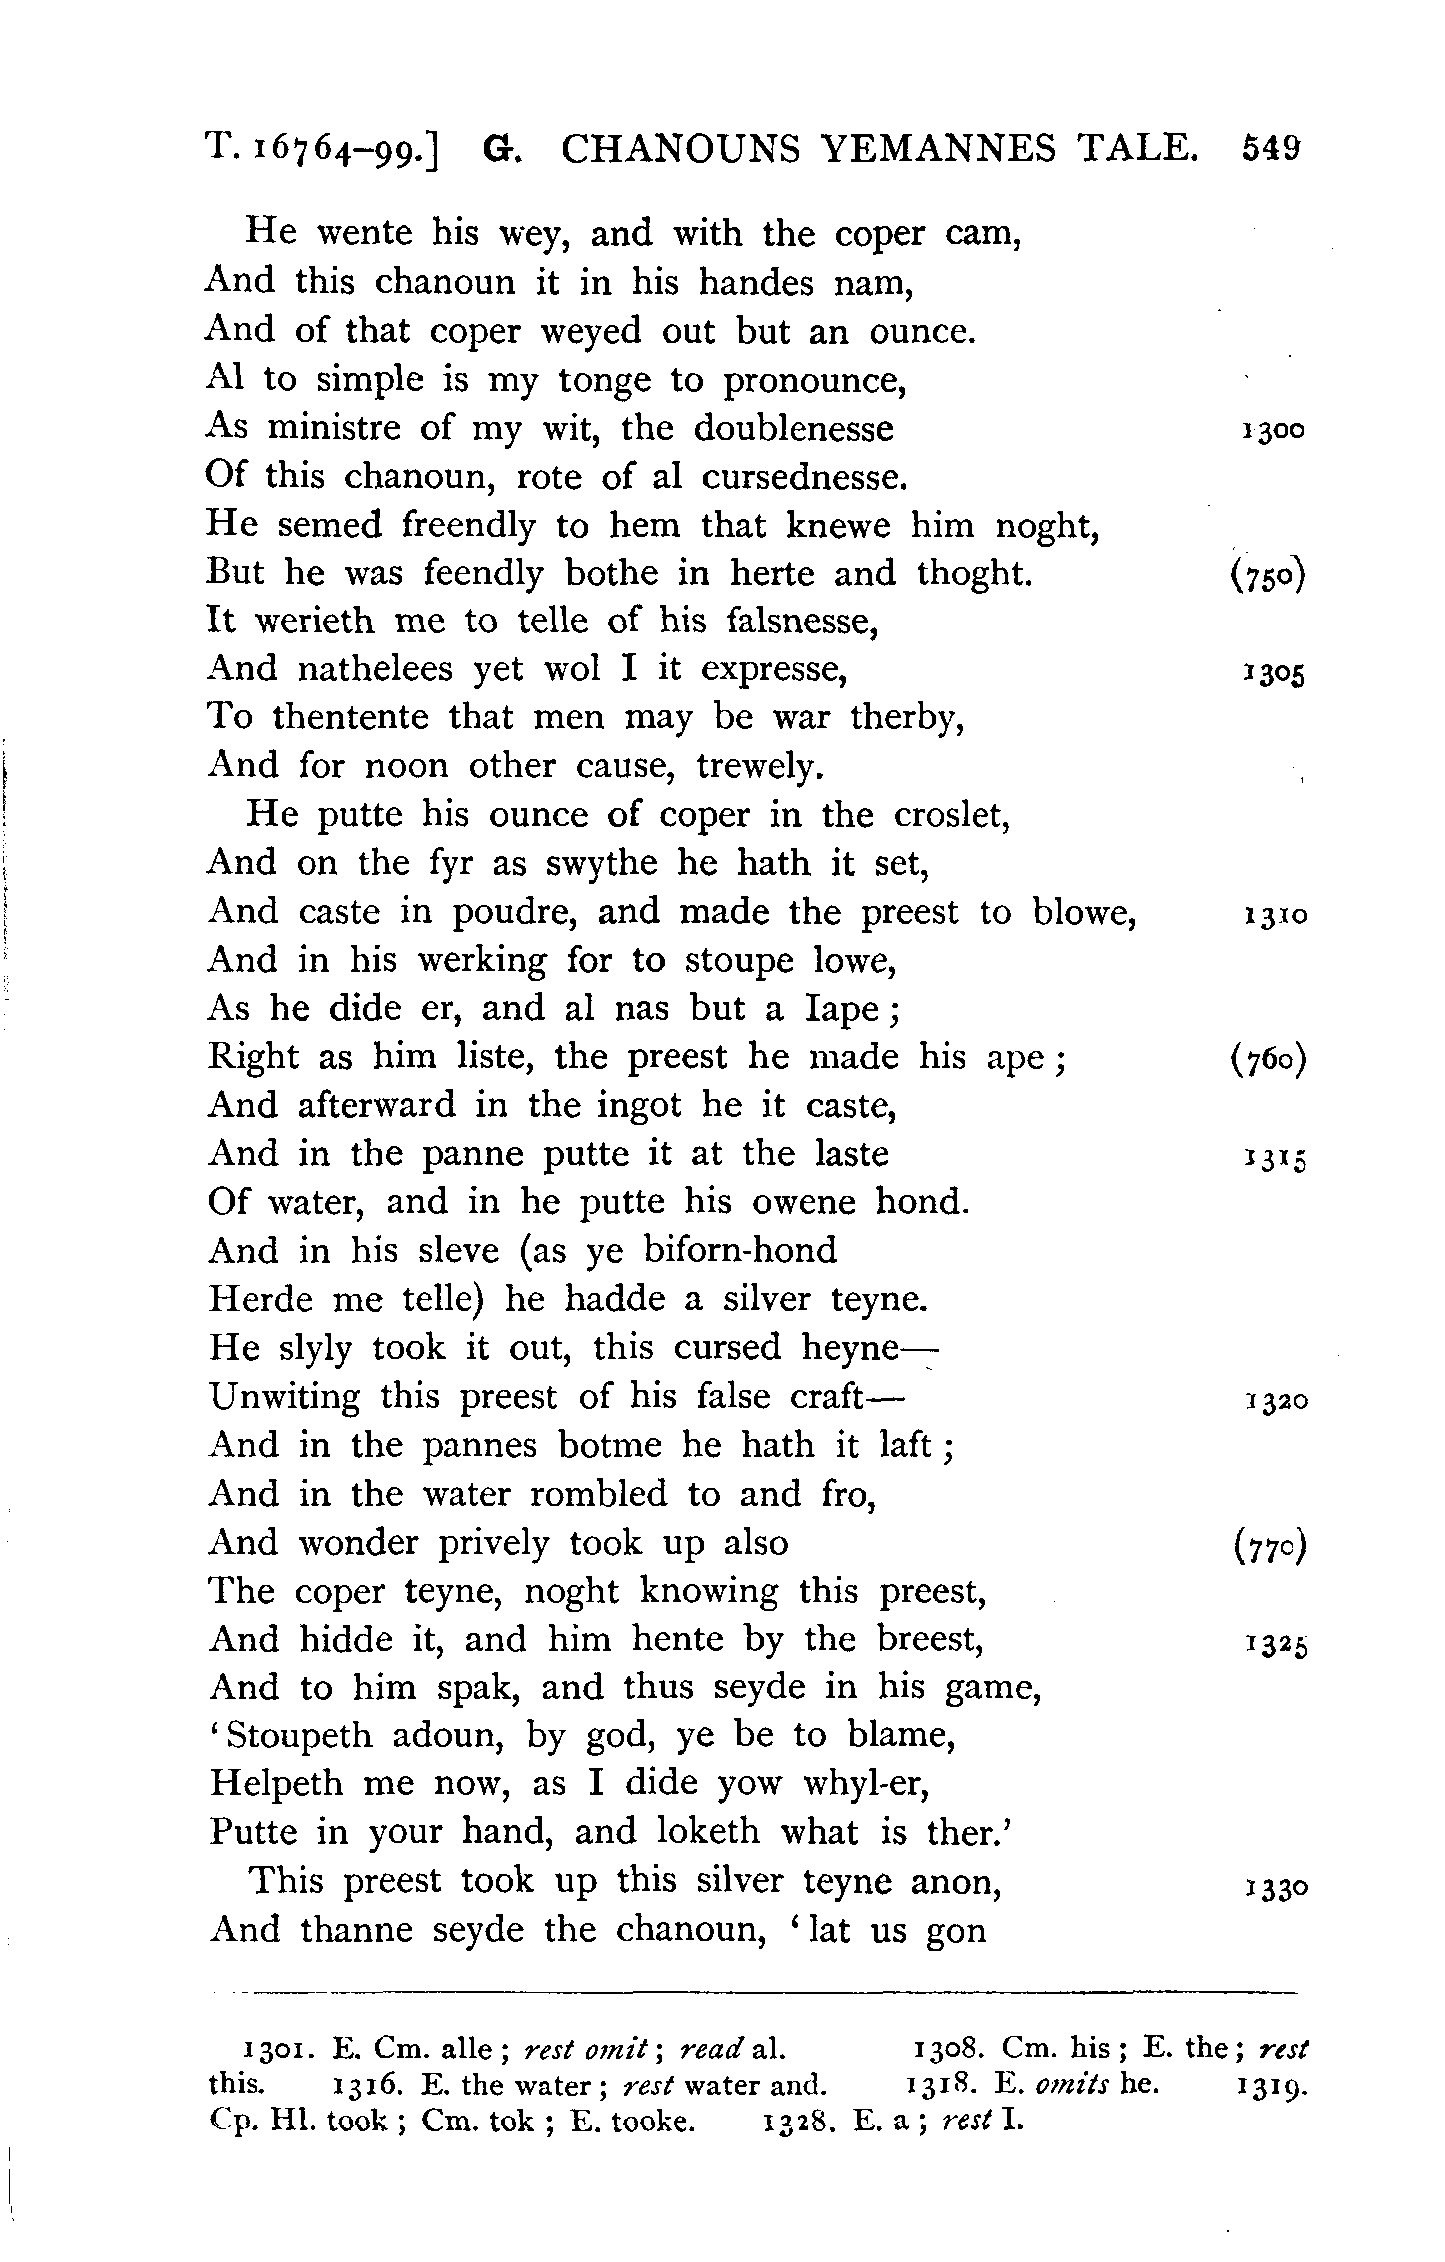 T. 16764–99.] G. CHANOUNS YEMANNES TALE. 549
He wente his wey, and with the coper cam,
And this chanoun it in his handes nam,
And of that coper weyed out but an ounce.
Al to simple is my tonge to pronounce,
As ministre of my wit, the doublenesse 1300
Of this chanoun, rote of al cursednesse.
He semed freendly to hem that knewe him noght,
But he was feendly bothe in herte and thoght. (750)
It werieth me to telle of his falsnesse,
And nathelees yet wol I it expresse, 1305
To thentente that men may be war therby,
And for noon other cause, trewely.
He putte his ounce of coper in the croslet,
And on the fyr as swythe he hath it set,
And caste in poudre, and made the preest to blowe, 1310
And in his werking for to stoupe lowe,
As he dide er, and al nas but a Iape ;
Right as him liste, the preest he made his ape ; (760)
And afterward in the ingot he it caste,
And in the panne putte it at the laste 1315
Of water, and in he putte his owene hond.
And in his sleve (as ye biforn-hond
Herde me telle) he hadde a silver teyne.
He slyly took it out, this cursed heyne—
Unwiting this preest of his false craft— 1320
And in the pannes botme he hath it laft ;
And in the water rombled to and fro,
And wonder prively took up also (770)
The coper teyne, noght knowing this preest,
And hidde it, and him hente by the breest, 1325
And to him spak, and thus seyde in his game,
‘Stoupeth adoun, by god, ye be to blame,
Helpeth me now, as I dide yow whyl-er,
Putte in your hand, and loketh what is ther.’
This preest took up this silver teyne anon, 1330
And thanne seyde the chanoun, ‘lat us gon
1301. E. Cm. alle ; rest omit ; read al. 1308. Cm. his ; E. the ; rest
this. 1316. E. the water ; rest water and. 1318. E. omits he. 1319.
Cp. Hl. took ; Cm. tok ; E. tooke. 1328. E. a ; rest I.